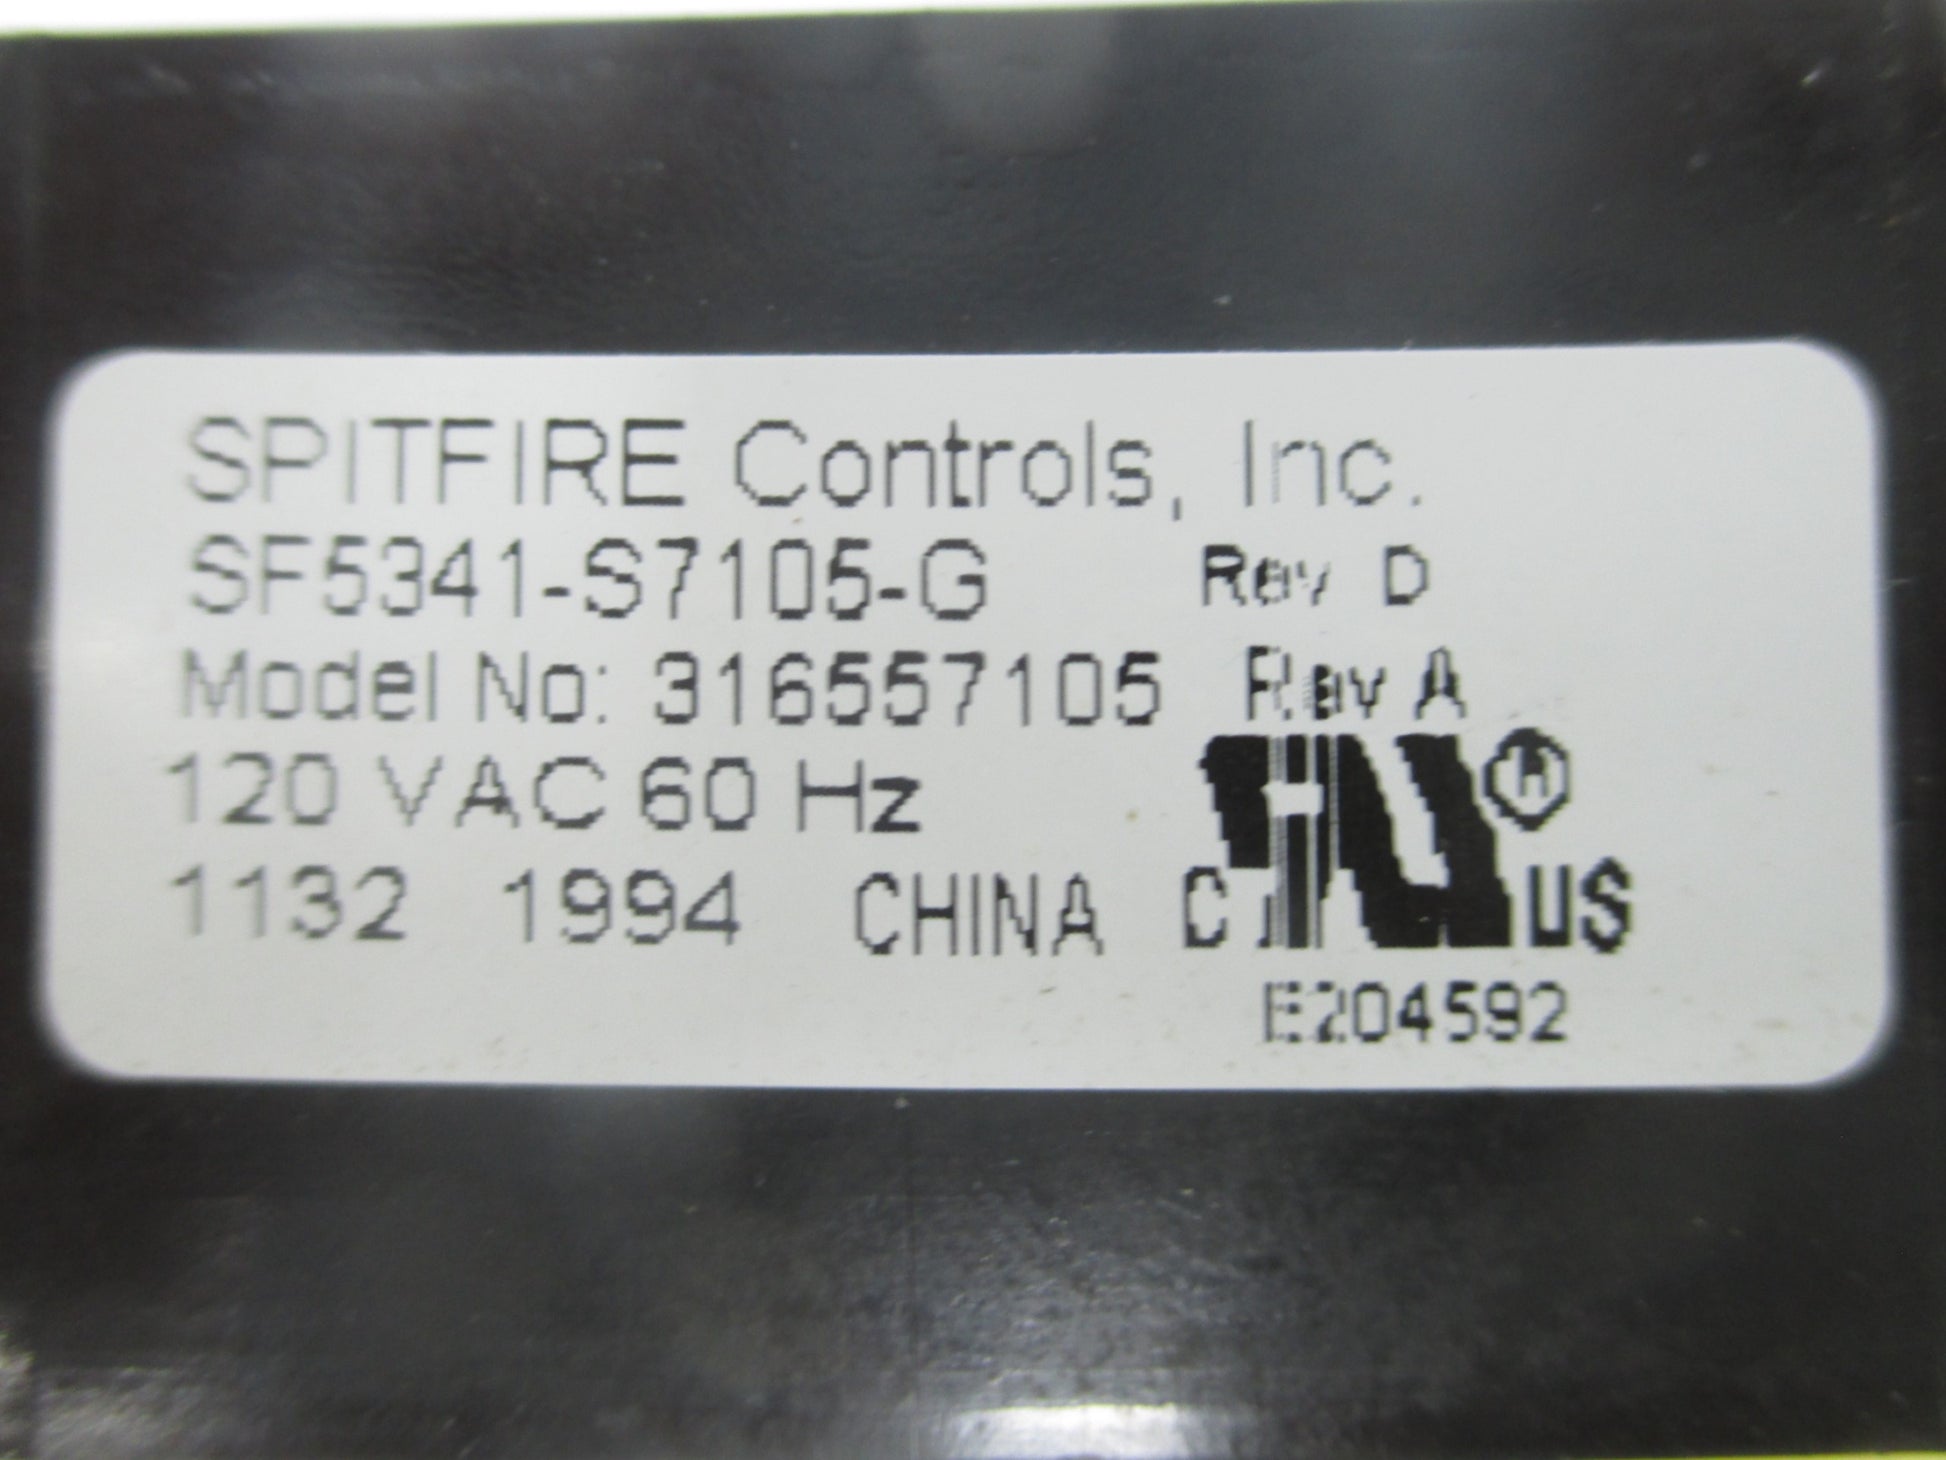 SPITFIRE Controls, Inc.
SF5341-S7105-G Rev D
Model No: 316557105 Rev A
120 VAC 60 Hz
1132 1994 CHINA C US
E204592